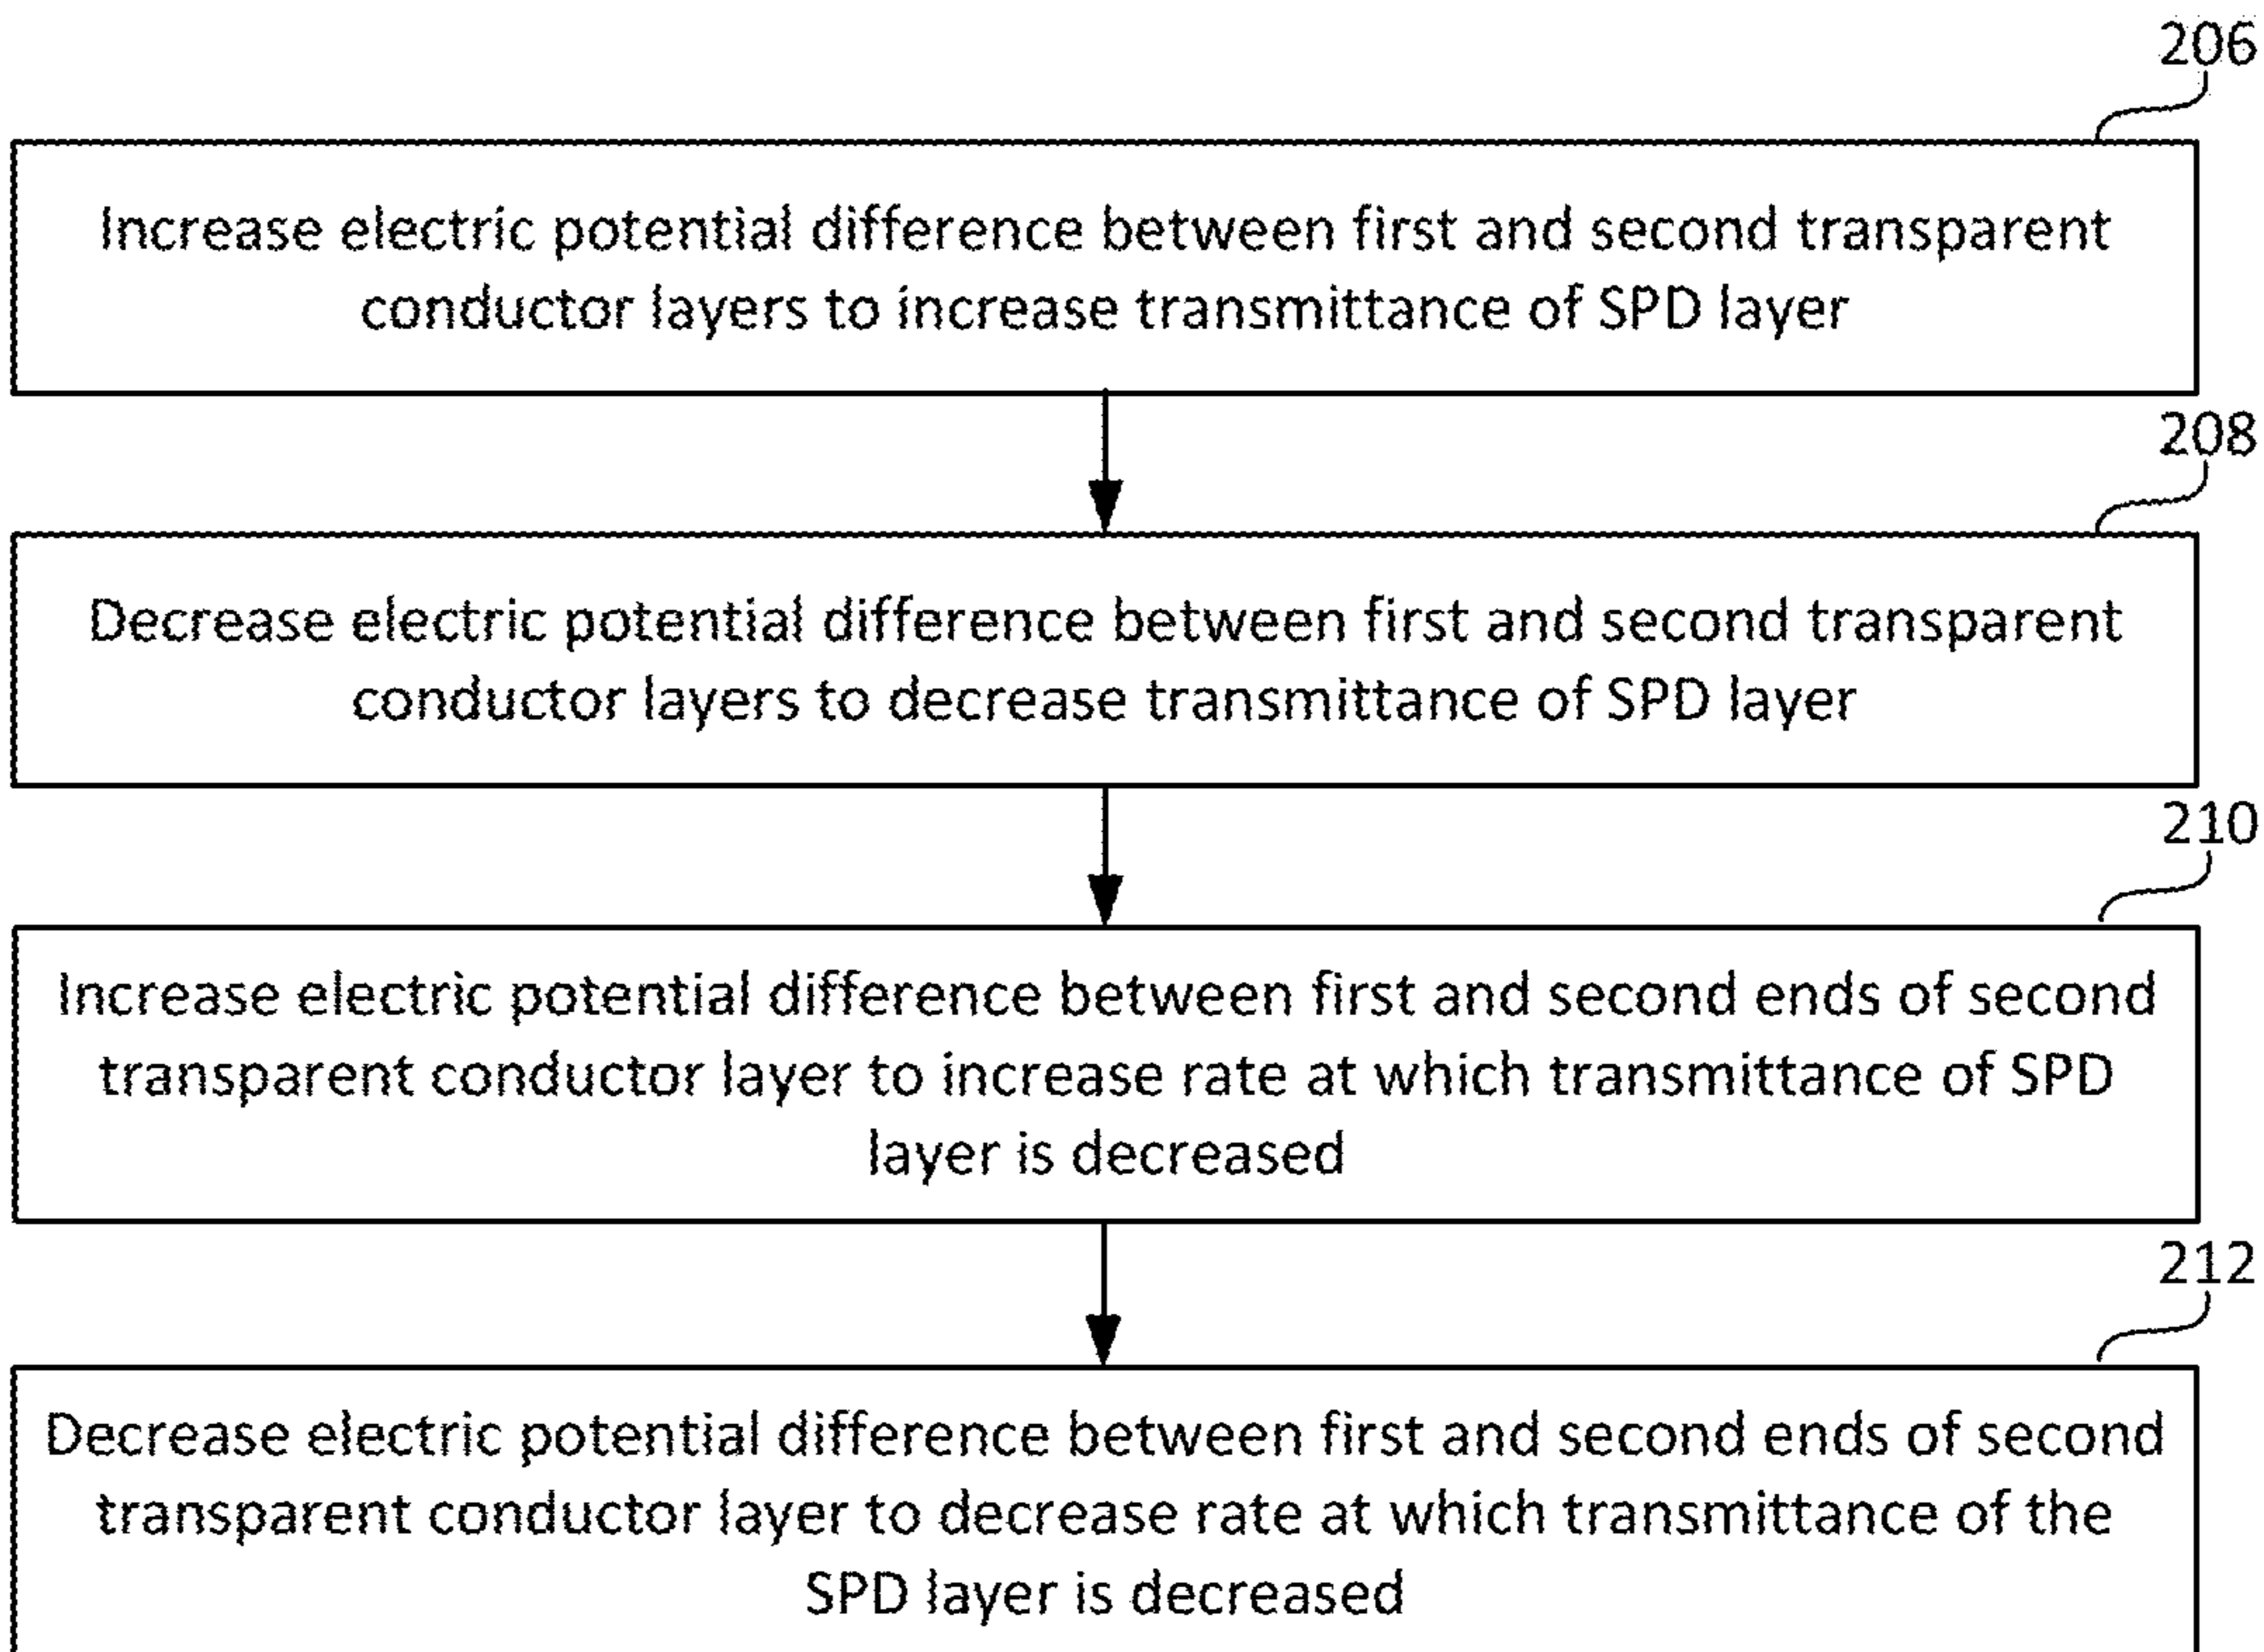 206
Increase electric potential difference between first and second transparent
conductor layers to increase transmittance of SPD layer
208
Decrease electric potential difference between first and second transparent
conductor layers to decrease transmittance of SPD layer
210
Increase electric potential difference between first and second ends of second
transparent conductor layer to increase rate at which transmittance of SPD
layer is decreased
212
Decrease electric potential difference between first and second ends of second
transparent conductor layer to decrease rate at which transmittance of the
SPD layer is decreased